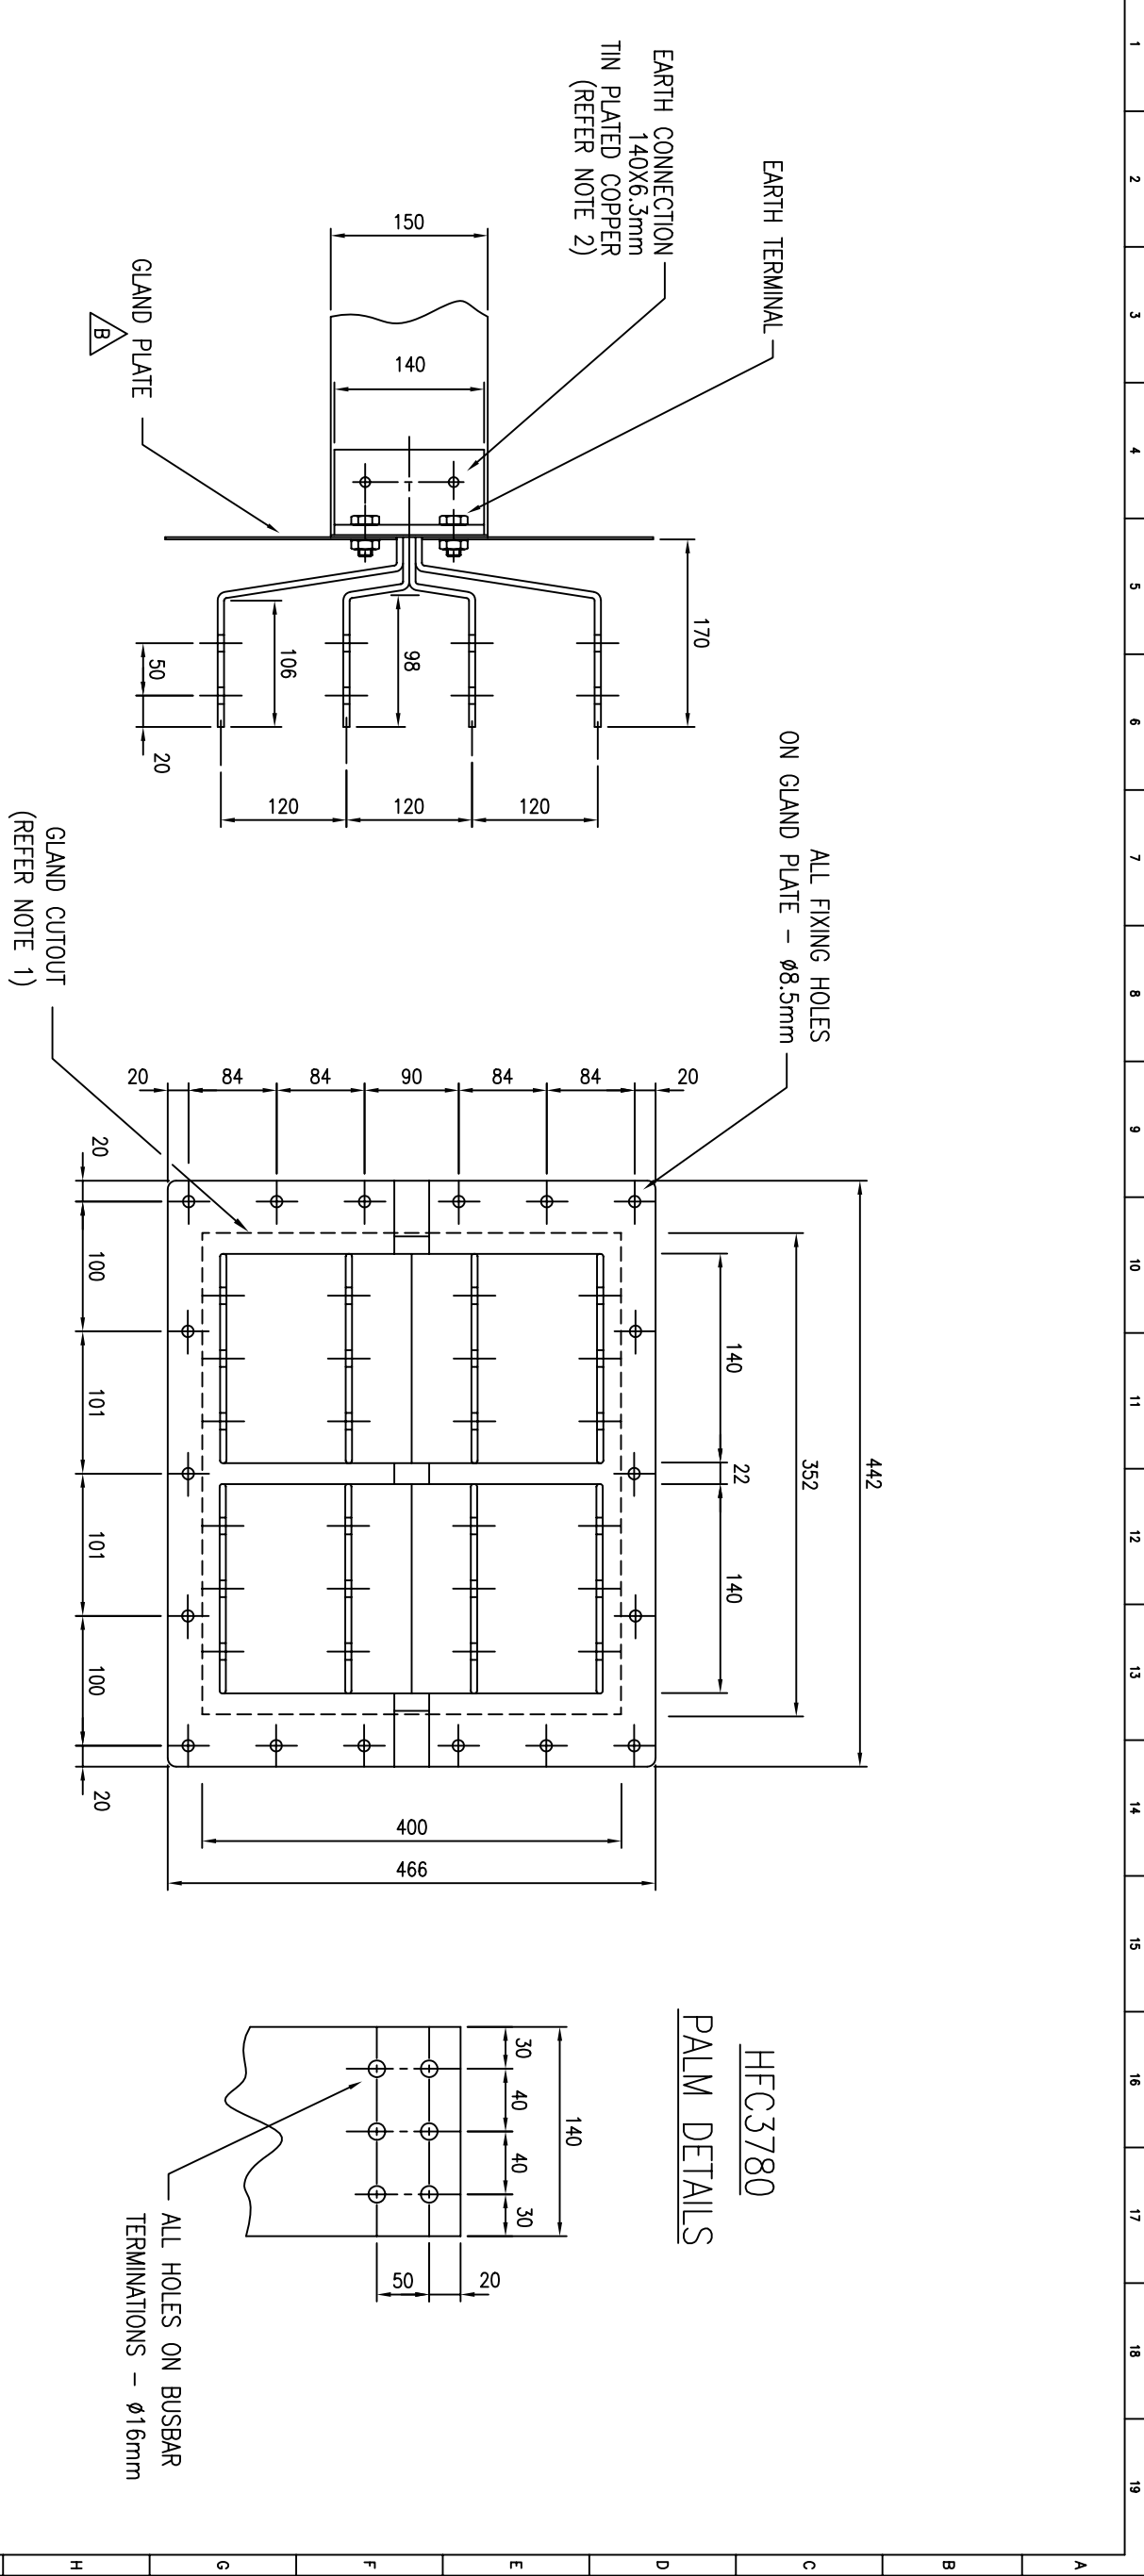 1
2
3
4
5
6
7
8
9
10
11
12
13
14
15
16
17
18
19
A
B
C
D
E
F
G
H
EARTH TERMINAL
EARTH CONNECTION
140X6.3mm
TIN PLATED COPPER
(REFER NOTE 2)
150
140
GLAND PLATE
B
170
98
106
50
20
120
120
120
ALL FIXING HOLES
ON GLAND PLATE - Ø8.5mm
GLAND CUTOUT
(REFER NOTE 1)
20
84
84
90
84
84
20
442
352
140
22
140
20
100
101
101
100
20
400
466
HFC3780
PALM DETAILS
140
30
40
40
30
50
20
ALL HOLES ON BUSBAR
TERMINATIONS - Ø16mm